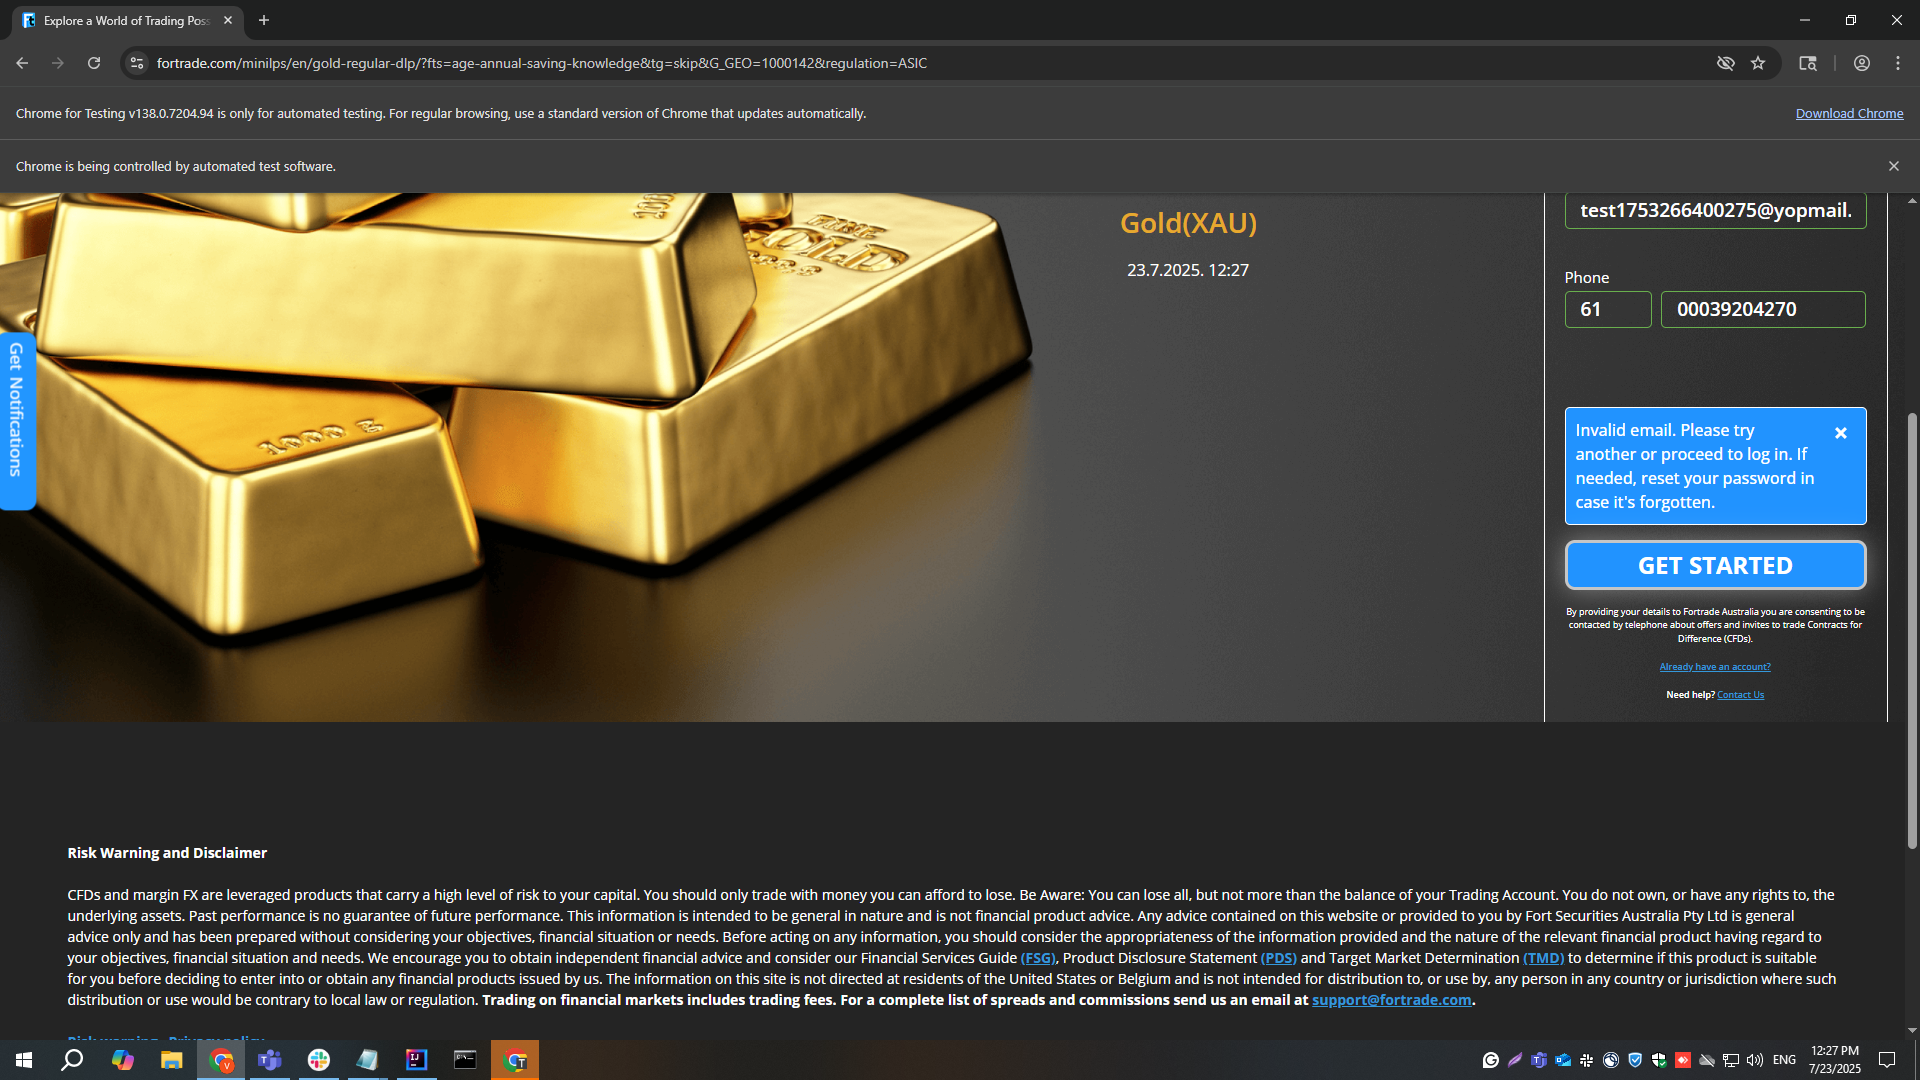 Explore a World of Trading Poss
fortrade.com/minilps/en/gold-regular-dlp/?fts=age-annual-saving-knowledge&tg=skip&G_GEO=1000142&regulation=ASIC
Chrome for Testing v138.0.7204.94 is only for automated testing. For regular browsing, use a standard version of Chrome that updates automatically.
Download Chrome
Chrome is being controlled by automated test software.
FINE
GOLD
1000 g
Get Notifications
Gold(XAU)
23.7.2025. 12:27
test1753266400275@yopmail.
Phone
61
00039204270
Invalid email. Please try
another or proceed to log in. If
needed, reset your password in
case it's forgotten.
GET STARTED
By providing your details to Fortrade Australia you are consenting to be
contacted by telephone about offers and invites to trade Contracts for
Difference (CFDs).
Already have an account?
Need help? Contact Us
Risk Warning and Disclaimer
CFDs and margin FX are leveraged products that carry a high level of risk to your capital. You should only trade with money you can afford to lose. Be Aware: You can lose all, but not more than the balance of your Trading Account. You do not own, or have any rights to, the
underlying assets. Past performance is no guarantee of future performance. This information is intended to be general in nature and is not financial product advice. Any advice contained on this website or provided to you by Fort Securities Australia Pty Ltd is general
advice only and has been prepared without considering your objectives, financial situation or needs. Before acting on any information, you should consider the appropriateness of the information provided and the nature of the relevant financial product having regard to
your objectives, financial situation and needs. We encourage you to obtain independent financial advice and consider our Financial Services Guide (FSG), Product Disclosure Statement (PDS) and Target Market Determination (TMD) to determine if this product is suitable
for you before deciding to enter into or obtain any financial products issued by us. The information on this site is not directed at residents of the United States or Belgium and is not intended for distribution to, or use by, any person in any country or jurisdiction where such
distribution or use would be contrary to local law or regulation. Trading on financial markets includes trading fees. For a complete list of spreads and commissions send us an email at support@fortrade.com.
Risk warning Privacy policy
ENG
12:27 PM
7/23/2025